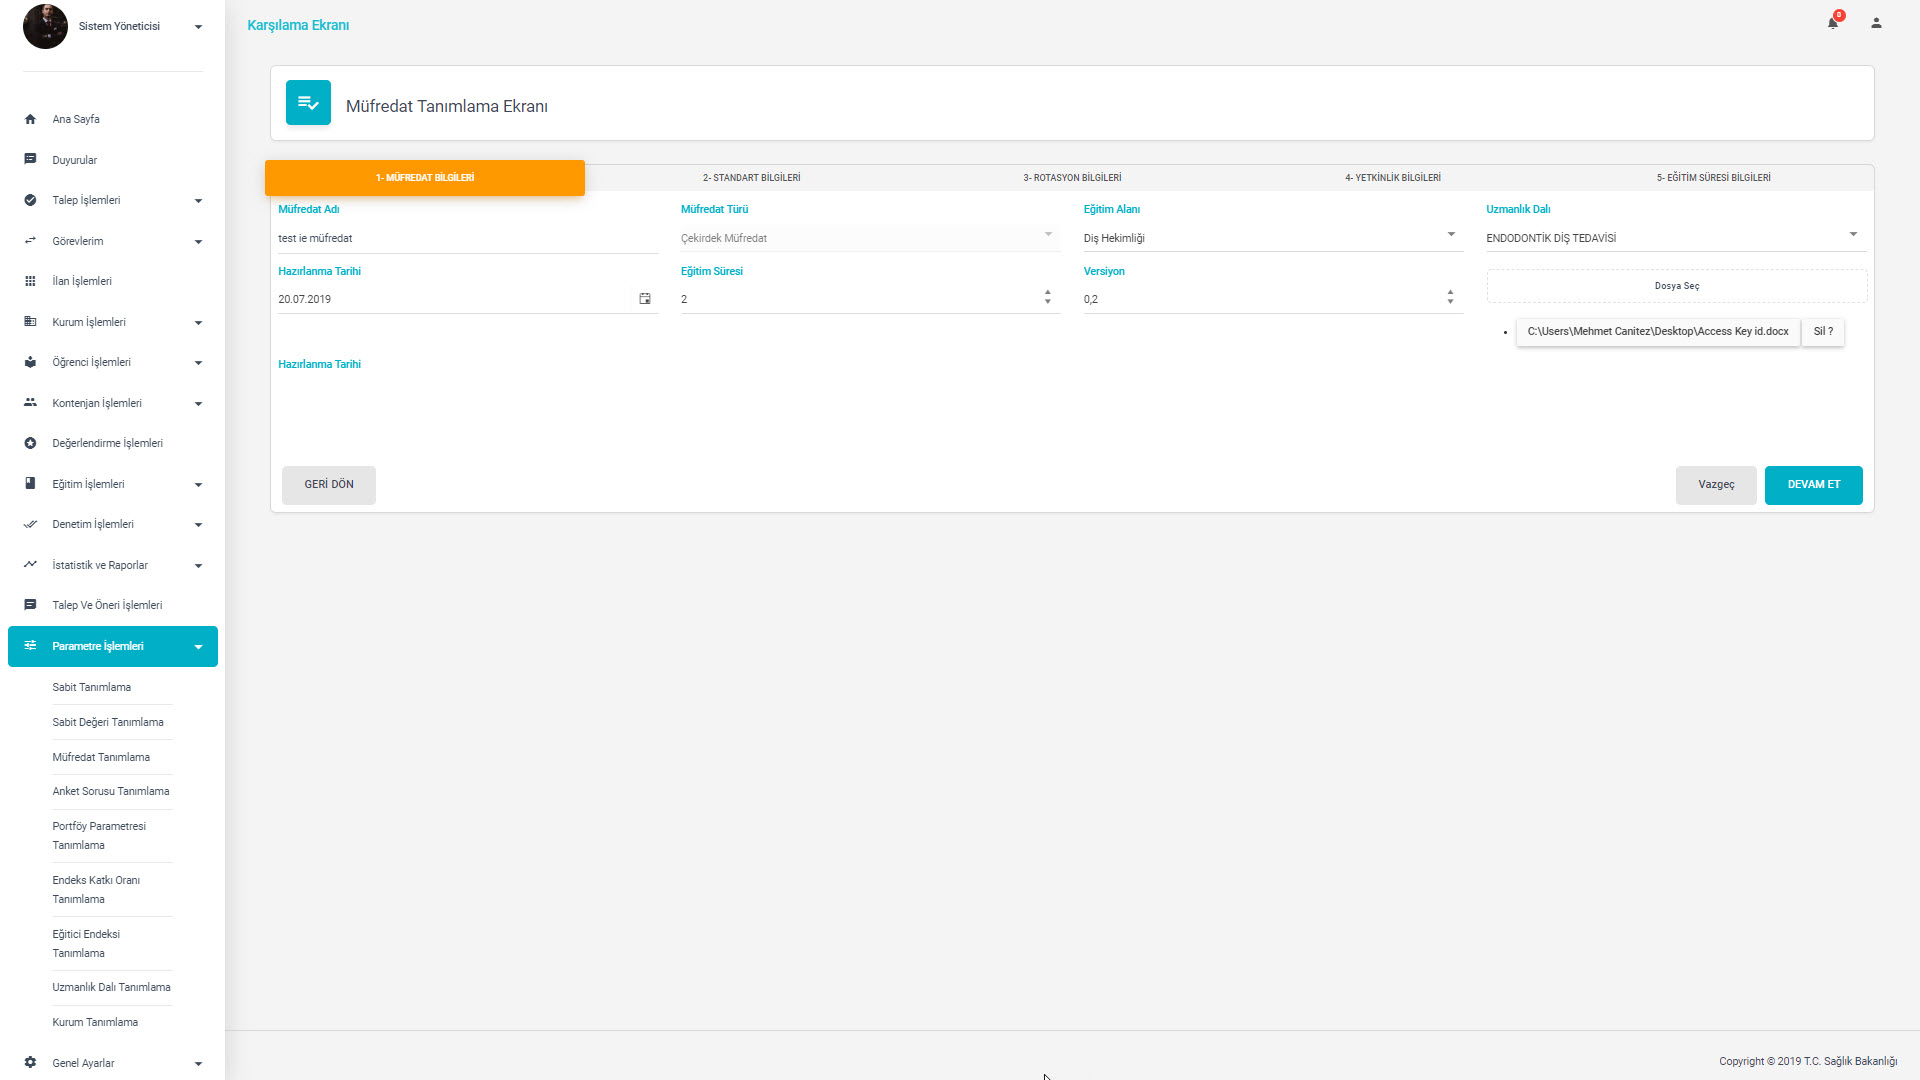 Sistem Yöneticisi
Ana Sayfa
Duyurular
Talep İşlemleri
Görevlerim
İlan İşlemleri
Kurum İşlemleri
Öğrenci İşlemleri
Kontenjan İşlemleri
Değerlendirme İşlemleri
Eğitim İşlemleri
Denetim İşlemleri
İstatistik ve Raporlar
Talep Ve Öneri İşlemleri
Parametre İşlemleri
Sabit Tanımlama
Sabit Değeri Tanımlama
Müfredat Tanımlama
Anket Sorusu Tanımlama
Portföy Parametresi
Tanımlama
Endeks Katkı Oranı
Tanımlama
Eğitici Endeksi
Tanımlama
Uzmanlık Dalı Tanımlama
Kurum Tanımlama
Genel Ayarlar
Karşılama Ekranı
0
Müfredat Tanımlama Ekranı
1- MÜFREDAT BİLGİLERİ 2- STANDART BİLGİLERİ 3- ROTASYON BİLGİLERİ 4- YETKİNLİK BİLGİLERİ 5- EĞİTİM SÜRESİ BİLGİLERİ
Müfredat Adı Müfredat Türü Eğitim Alanı Uzmanlık Dalı
test ie müfredat Çekirdek Müfredat Diş Hekimliği ENDODONTİK DİŞ TEDAVİSİ
Hazırlanma Tarihi Eğitim Süresi Versiyon
Dosya Seç
20.07.2019 2 0,2
C:\Users\Mehmet Canitez\Desktop\Access Key id.docx Sil ?
Hazırlanma Tarihi
GERİ DÖN Vazgeç DEVAM ET
Copyright © 2019 T.C. Sağlık Bakanlığı